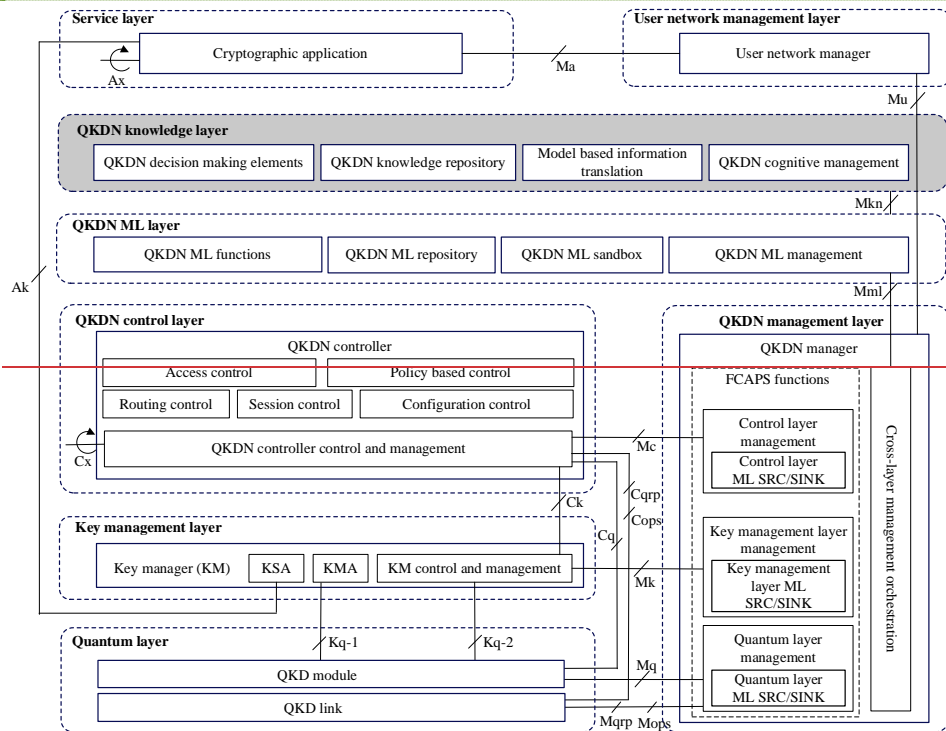 Service layer
User network management layer
Cryptographic application
User network manager
Ax
Ma
Mu
QKDN knowledge layer
QKDN decision making elements
QKDN knowledge repository
Model based information
translation
QKDN cognitive management
Mkn
QKDN ML layer
QKDN ML functions
QKDN ML repository
QKDN ML sandbox
QKDN ML management
Ak
Mml
QKDN control layer
QKDN management layer
QKDN controller
QKDN manager
Access control
Policy based control
FCAPS functions
Routing control
Session control
Configuration control
Control layer
management
QKDN controller control and management
Cx
Mc
Control layer
ML SRC/SINK
Cross-layer management orchestration
Cqrp
Ck
Cops
Key management layer
Cq
Key management layer
management
Key manager (KM)
KSA
KMA
KM control and management
Mk
Key management
layer ML
SRC/SINK
Quantum layer
Kq-1
Kq-2
Quantum layer
management
QKD module
Mq
Quantum layer
ML SRC/SINK
QKD link
Mqrp
Mops